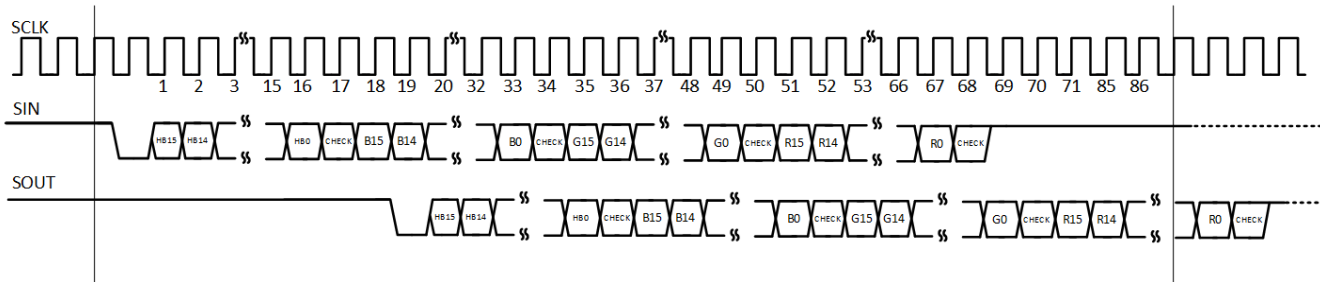 SCLK
1 2 3 15 16 17 18 19 20 32 33 34 35 36 37 48 49 50 51 52 53 66 67 68 69 70 71 85 86
SIN
HB15 HB14 HB0 CHECK B15 B14 B0 CHECK G15 G14 G0 CHECK R15 R14 R0 CHECK
SOUT
HB15 HB14 HB0 CHECK B15 B14 B0 CHECK G15 G14 G0 CHECK R15 R14 R0 CHECK